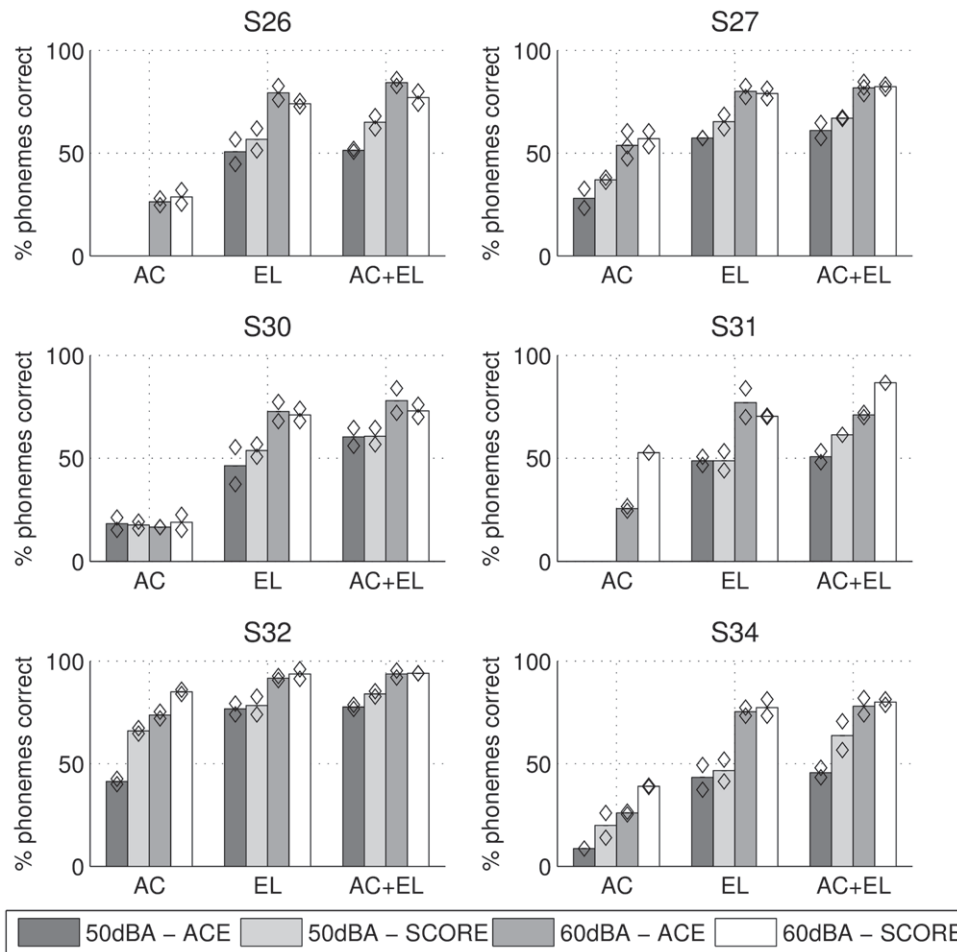 S26
S27
% phonemes correct
100
50
0
AC
EL
AC+EL
% phonemes correct
100
50
0
AC
EL
AC+EL
S30
S31
% phonemes correct
100
50
0
AC
EL
AC+EL
% phonemes correct
100
50
0
AC
EL
AC+EL
S32
S34
% phonemes correct
100
50
0
AC
EL
AC+EL
% phonemes correct
100
50
0
AC
EL
AC+EL
50dBA – ACE
50dBA – SCORE
60dBA – ACE
60dBA – SCORE